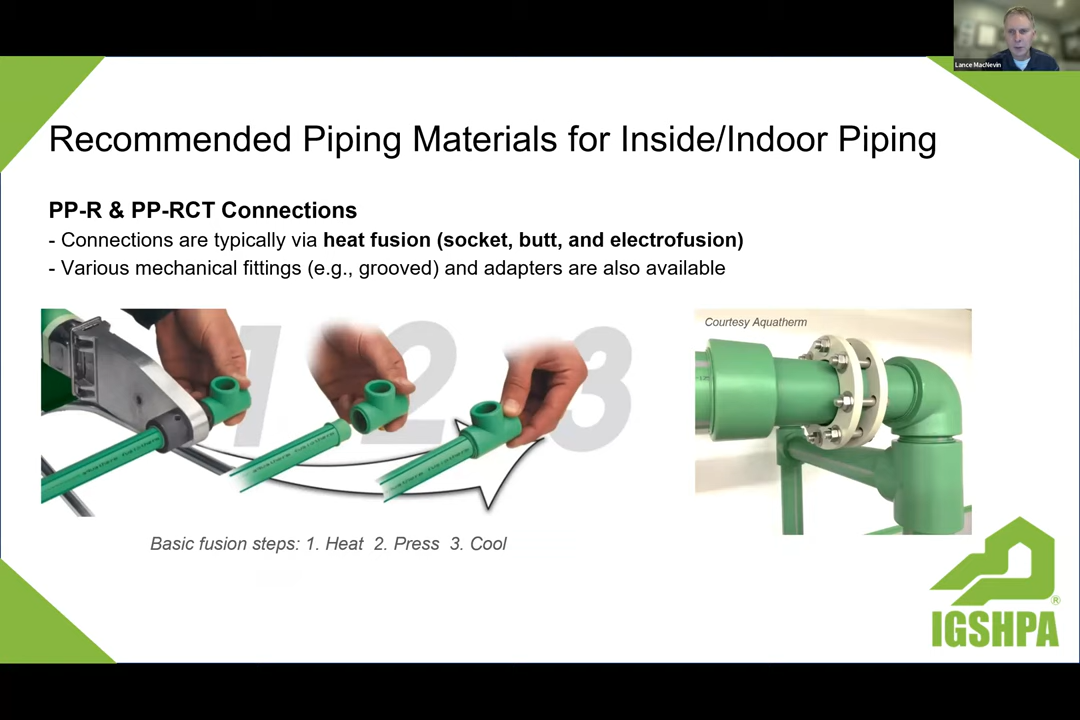 Lance MacNevin
Recommended Piping Materials for Inside/Indoor Piping
PP-R & PP-RCT Connections
- Connections are typically via heat fusion (socket, butt, and electrofusion)
- Various mechanical fittings (e.g., grooved) and adapters are also available
1 2 3
Courtesy Aquatherm
Basic fusion steps: 1. Heat 2. Press 3. Cool
IGSHPA®